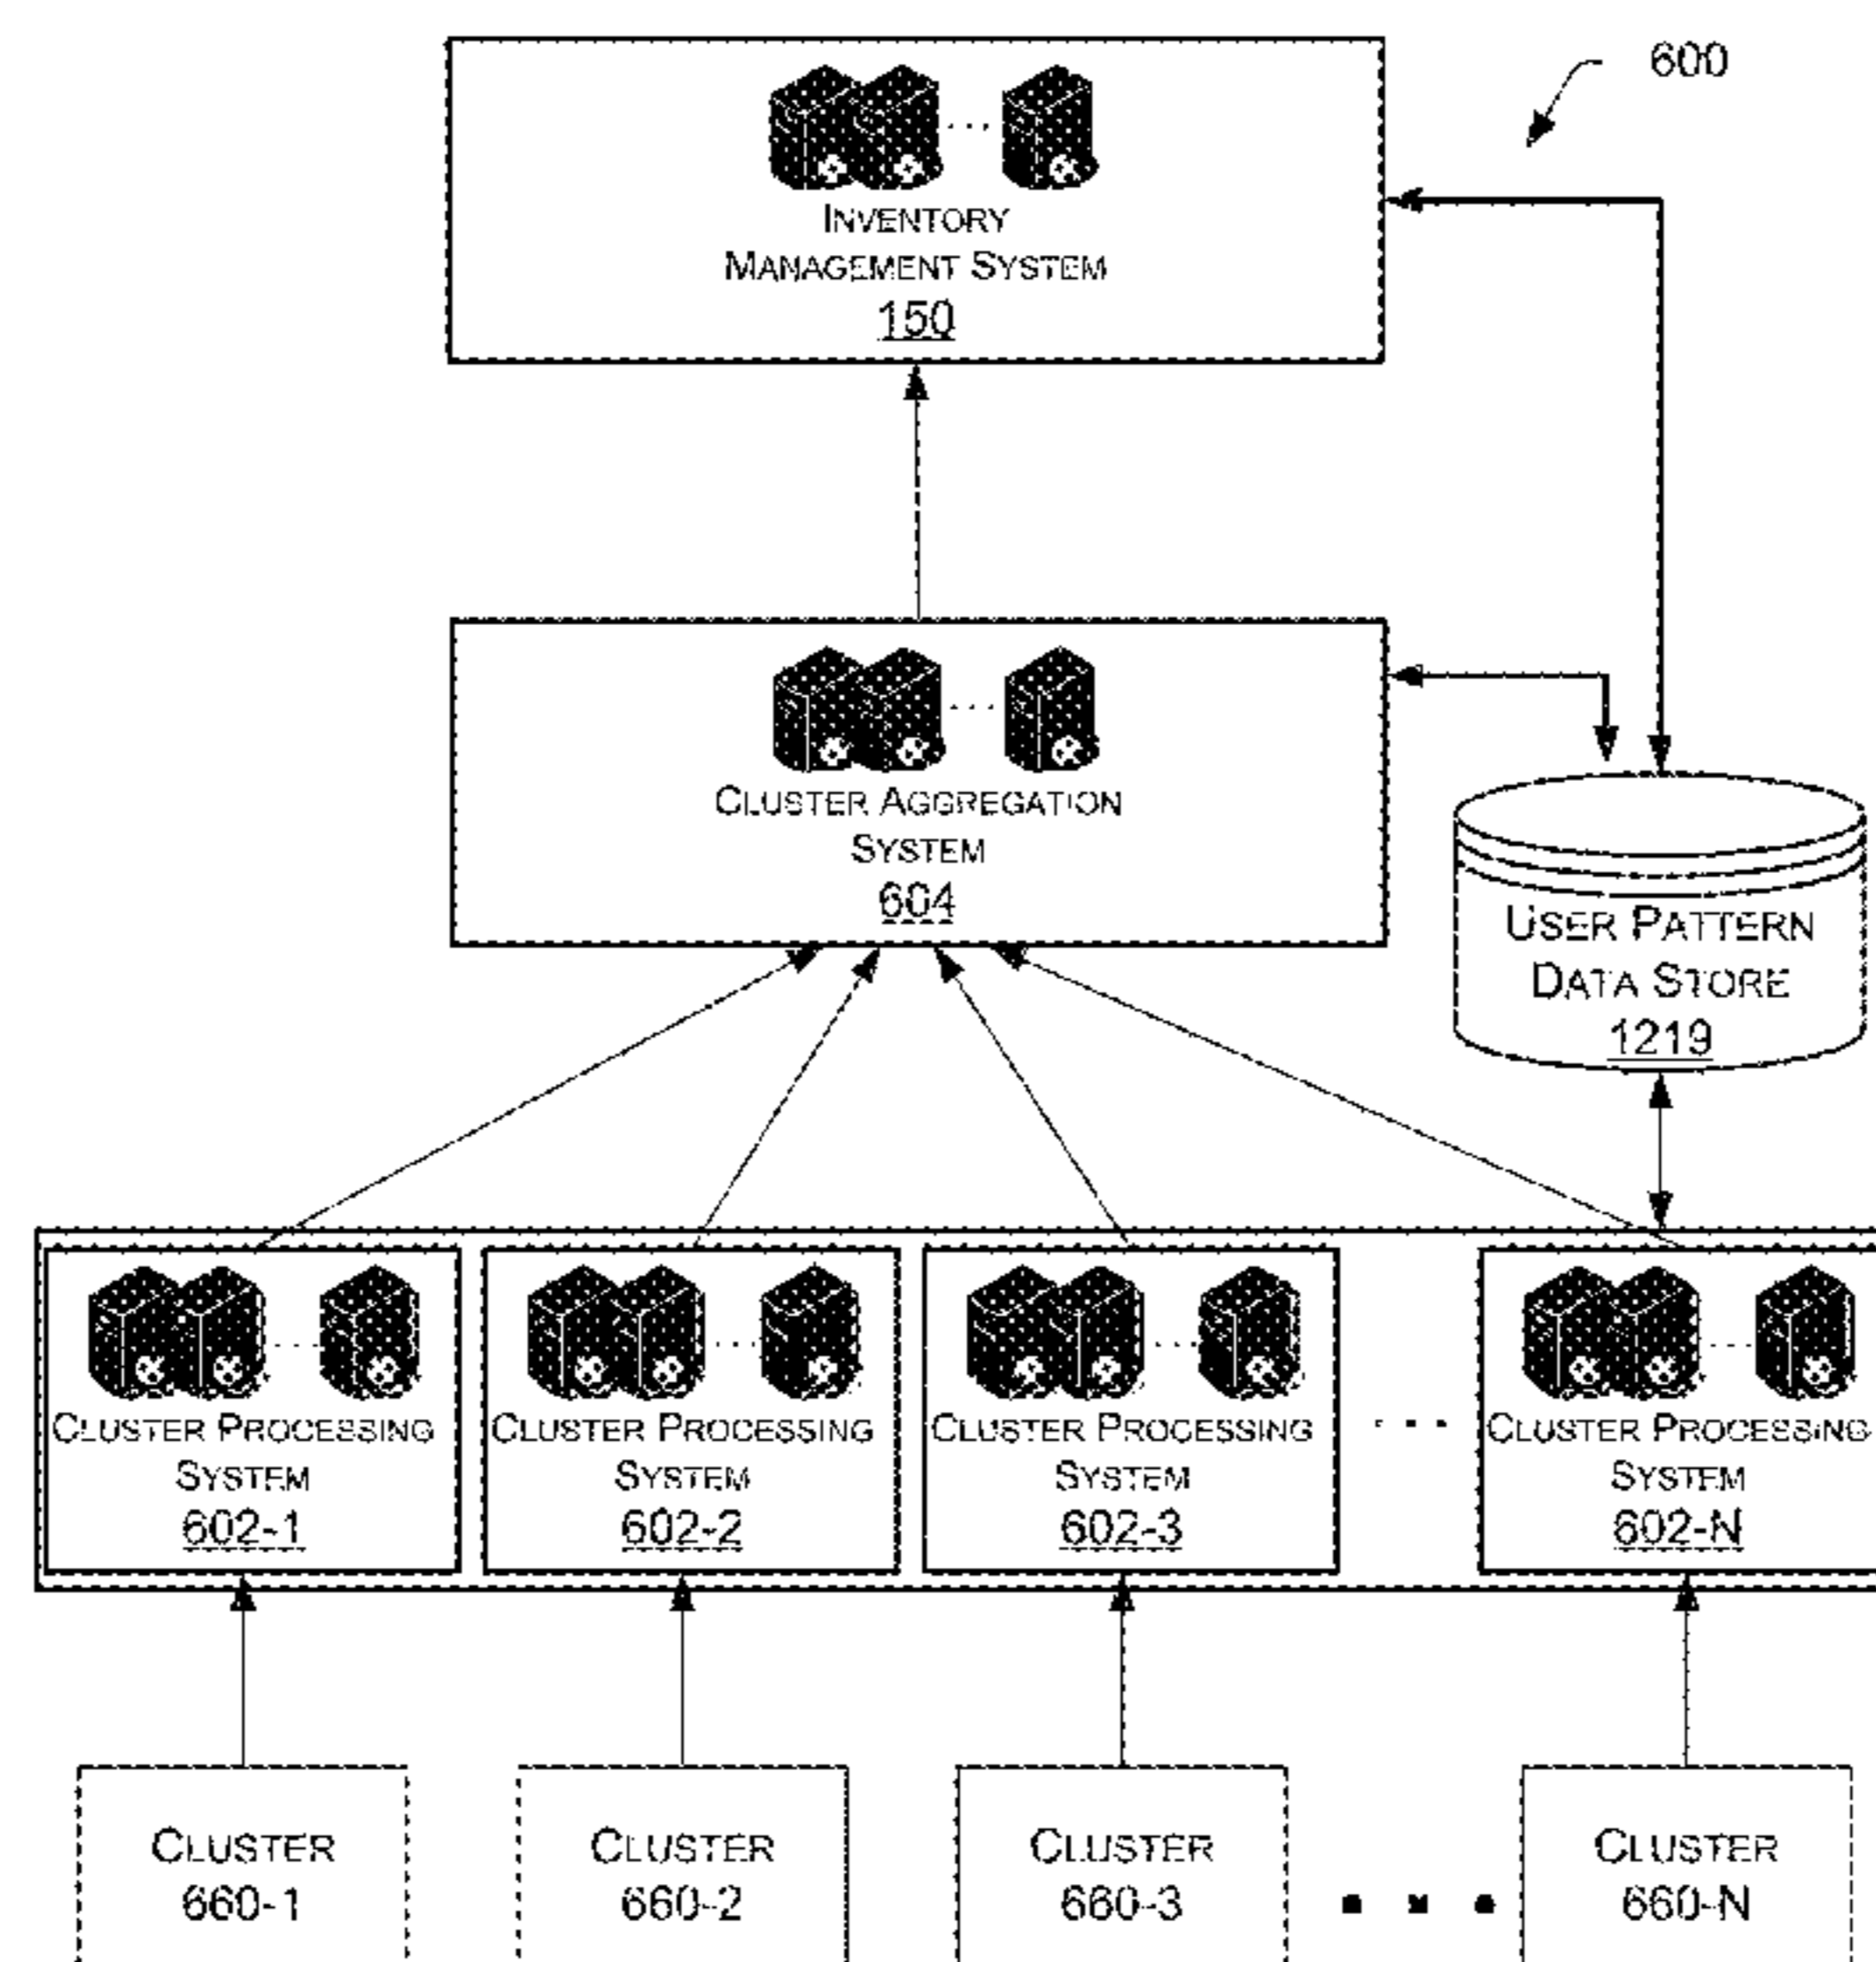 600
INVENTORY
MANAGEMENT SYSTEM
150
CLUSTER AGGREGATION
SYSTEM
604
USER PATTERN
DATA STORE
1219
CLUSTER PROCESSING
SYSTEM
602-1
CLUSTER PROCESSING
SYSTEM
602-2
CLUSTER PROCESSING
SYSTEM
602-3
CLUSTER PROCESSING
SYSTEM
602-N
CLUSTER
660-1
CLUSTER
660-2
CLUSTER
660-3
CLUSTER
660-N